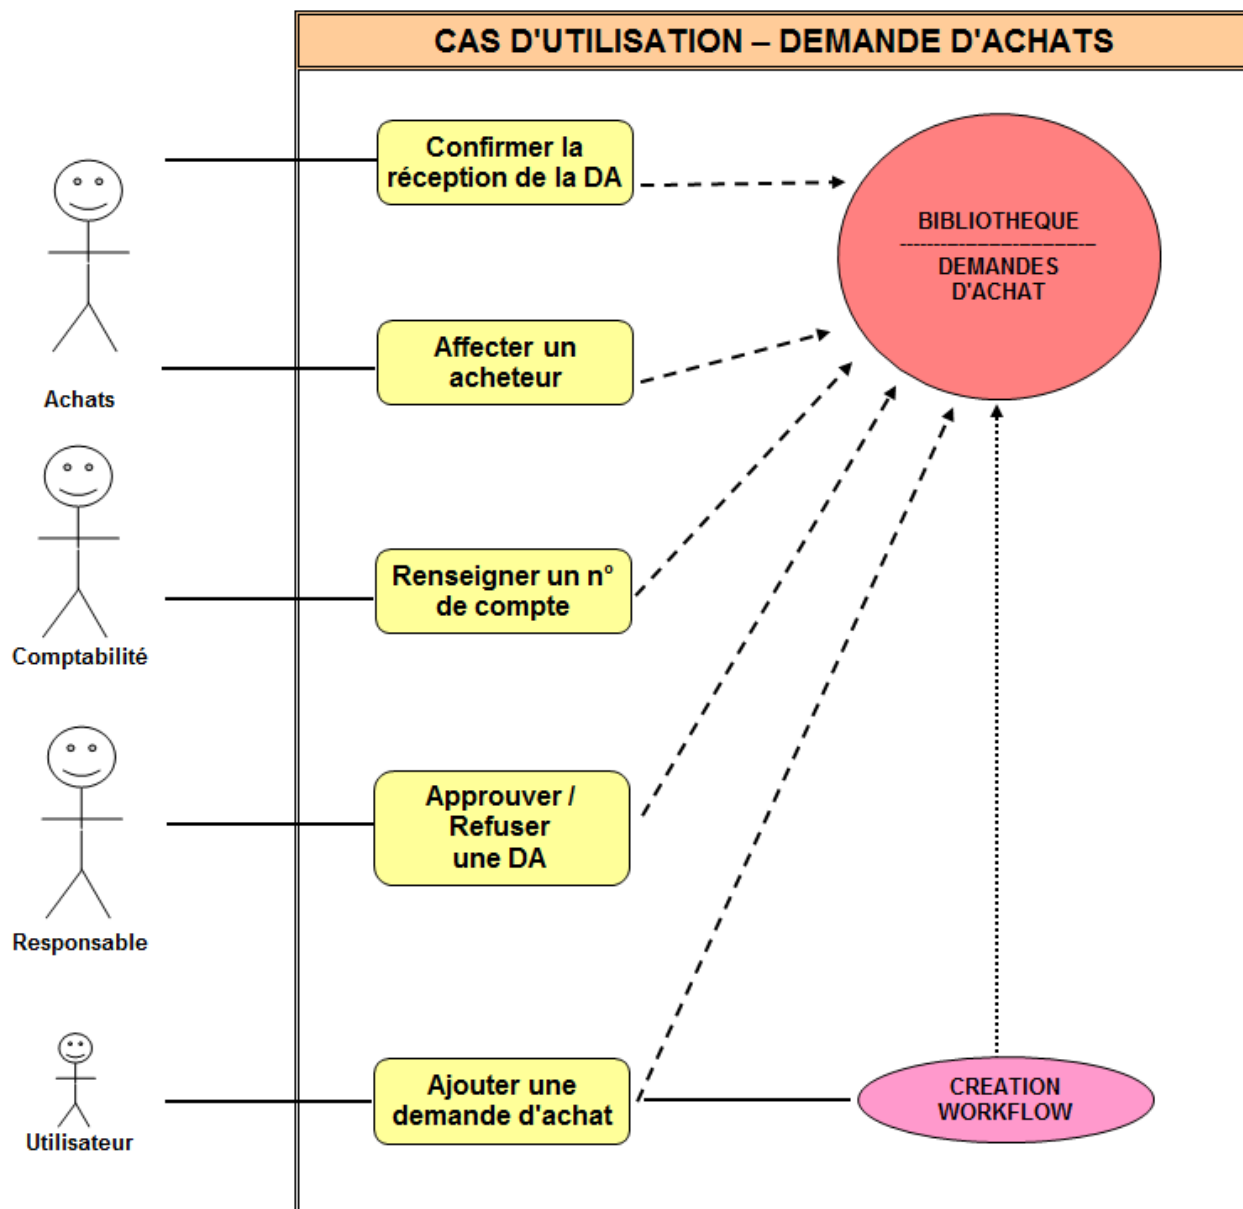 CAS D'UTILISATION – DEMANDE D'ACHATS
Confirmer la
réception de la DA
BIBLIOTHEQUE
DEMANDES
D'ACHAT
Affecter un
acheteur
Achats
Renseigner un n°
de compte
Comptabilité
Approuver /
Refuser
une DA
Responsable
Ajouter une
demande d'achat
CREATION
WORKFLOW
Utilisateur